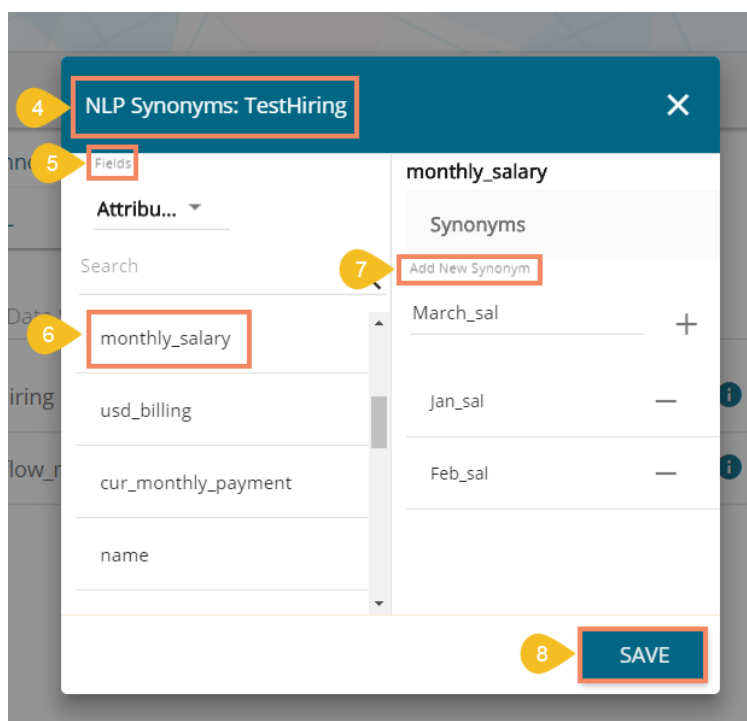 4
NLP Synonyms: TestHiring
5
Fields
monthly_salary
Attribu...
Synonyms
Search
7
Add New Synonym
March_sal
6
monthly_salary
iring
Jan_sal
usd_billing
Feb_sal
cur_monthly_payment
name
8
SAVE